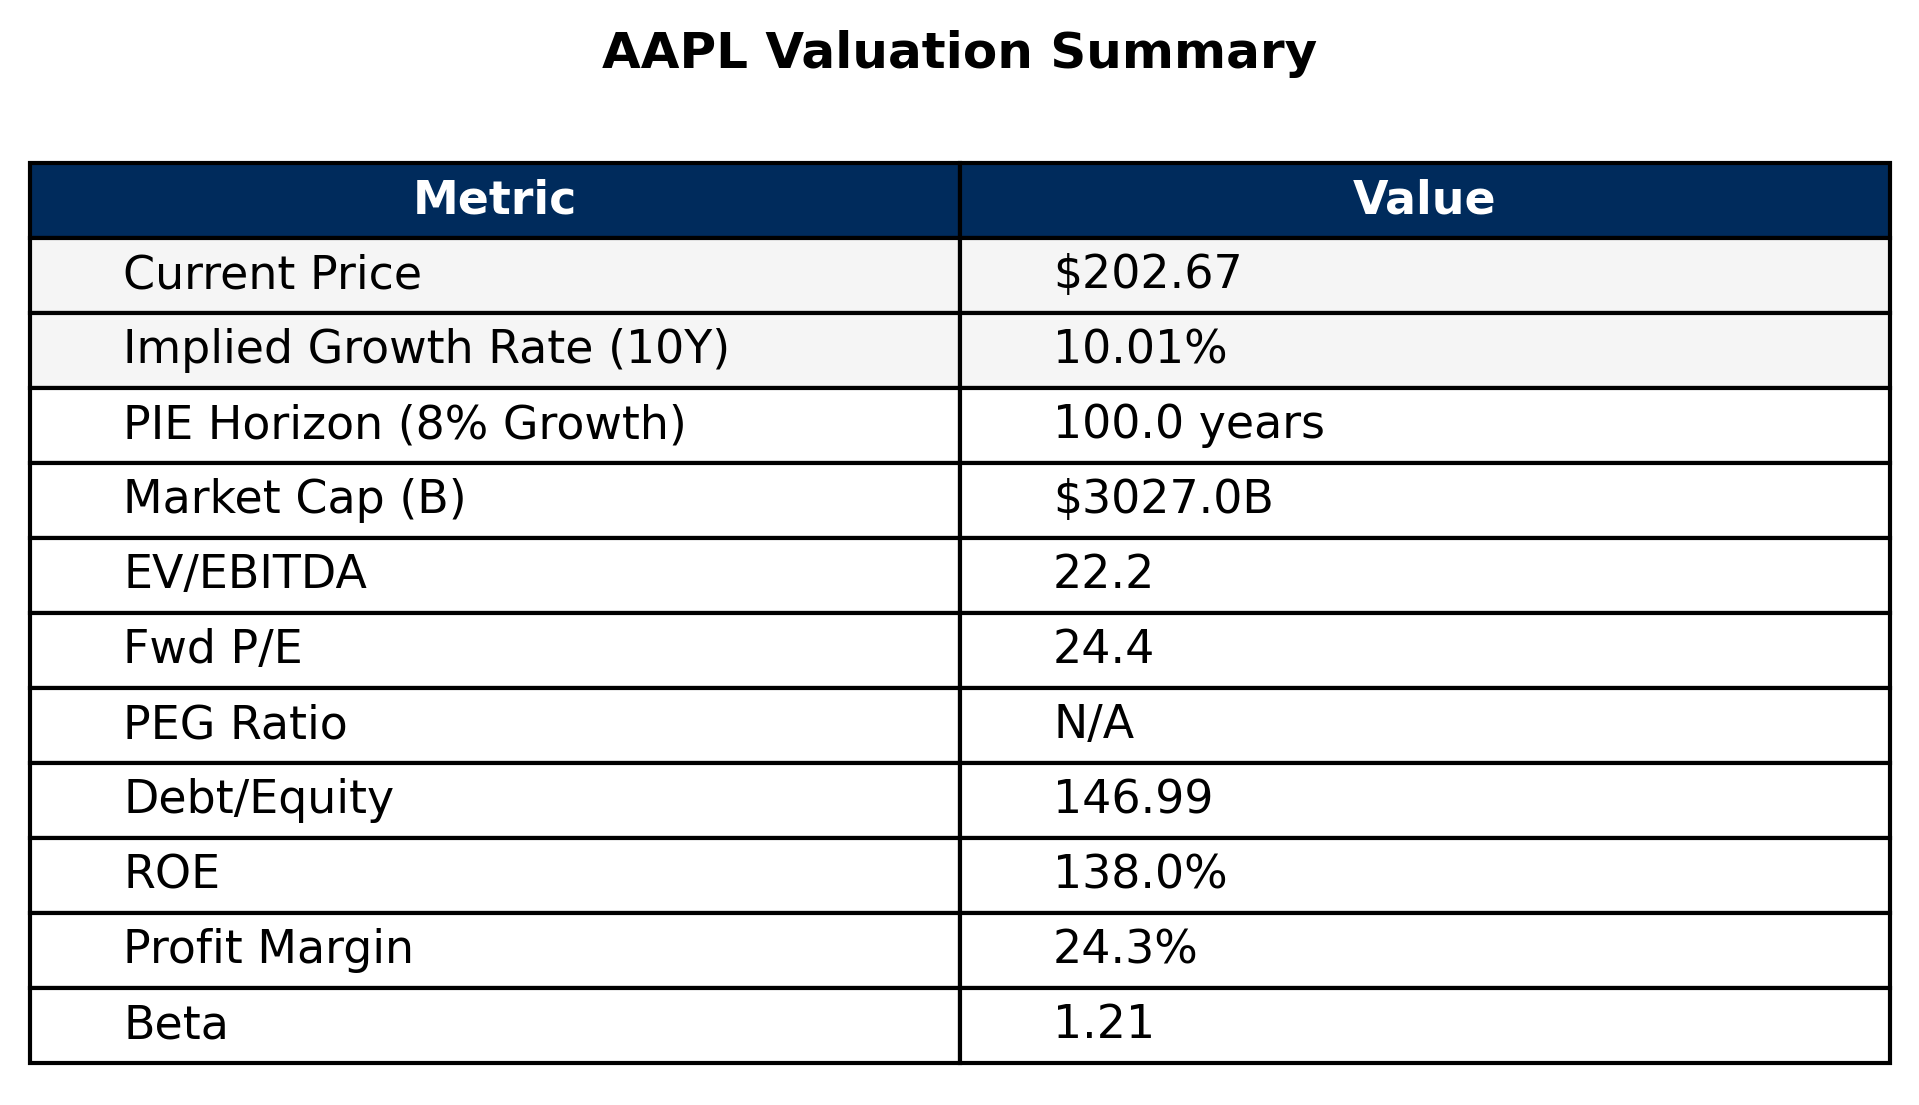 AAPL Valuation Summary
Metric Value
Current Price $202.67
Implied Growth Rate (10Y) 10.01%
PIE Horizon (8% Growth) 100.0 years
Market Cap (B) $3027.0B
EV/EBITDA 22.2
Fwd P/E 24.4
PEG Ratio N/A
Debt/Equity 146.99
ROE 138.0%
Profit Margin 24.3%
Beta 1.21